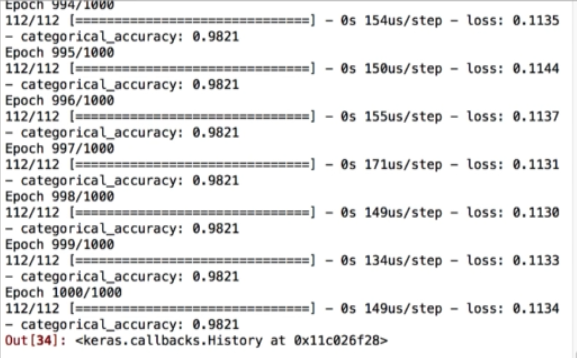 Epoch 994/1000
112/112 [==============================] - 0s 154us/step - loss: 0.1135
- categorical_accuracy: 0.9821
Epoch 995/1000
112/112 [==============================] - 0s 150us/step - loss: 0.1144
- categorical_accuracy: 0.9821
Epoch 996/1000
112/112 [==============================] - 0s 155us/step - loss: 0.1137
- categorical_accuracy: 0.9821
Epoch 997/1000
112/112 [==============================] - 0s 171us/step - loss: 0.1131
- categorical_accuracy: 0.9821
Epoch 998/1000
112/112 [==============================] - 0s 149us/step - loss: 0.1130
- categorical_accuracy: 0.9821
Epoch 999/1000
112/112 [==============================] - 0s 134us/step - loss: 0.1133
- categorical_accuracy: 0.9821
Epoch 1000/1000
112/112 [==============================] - 0s 149us/step - loss: 0.1134
- categorical_accuracy: 0.9821
Out[34]: <keras.callbacks.History at 0x11c026f28>